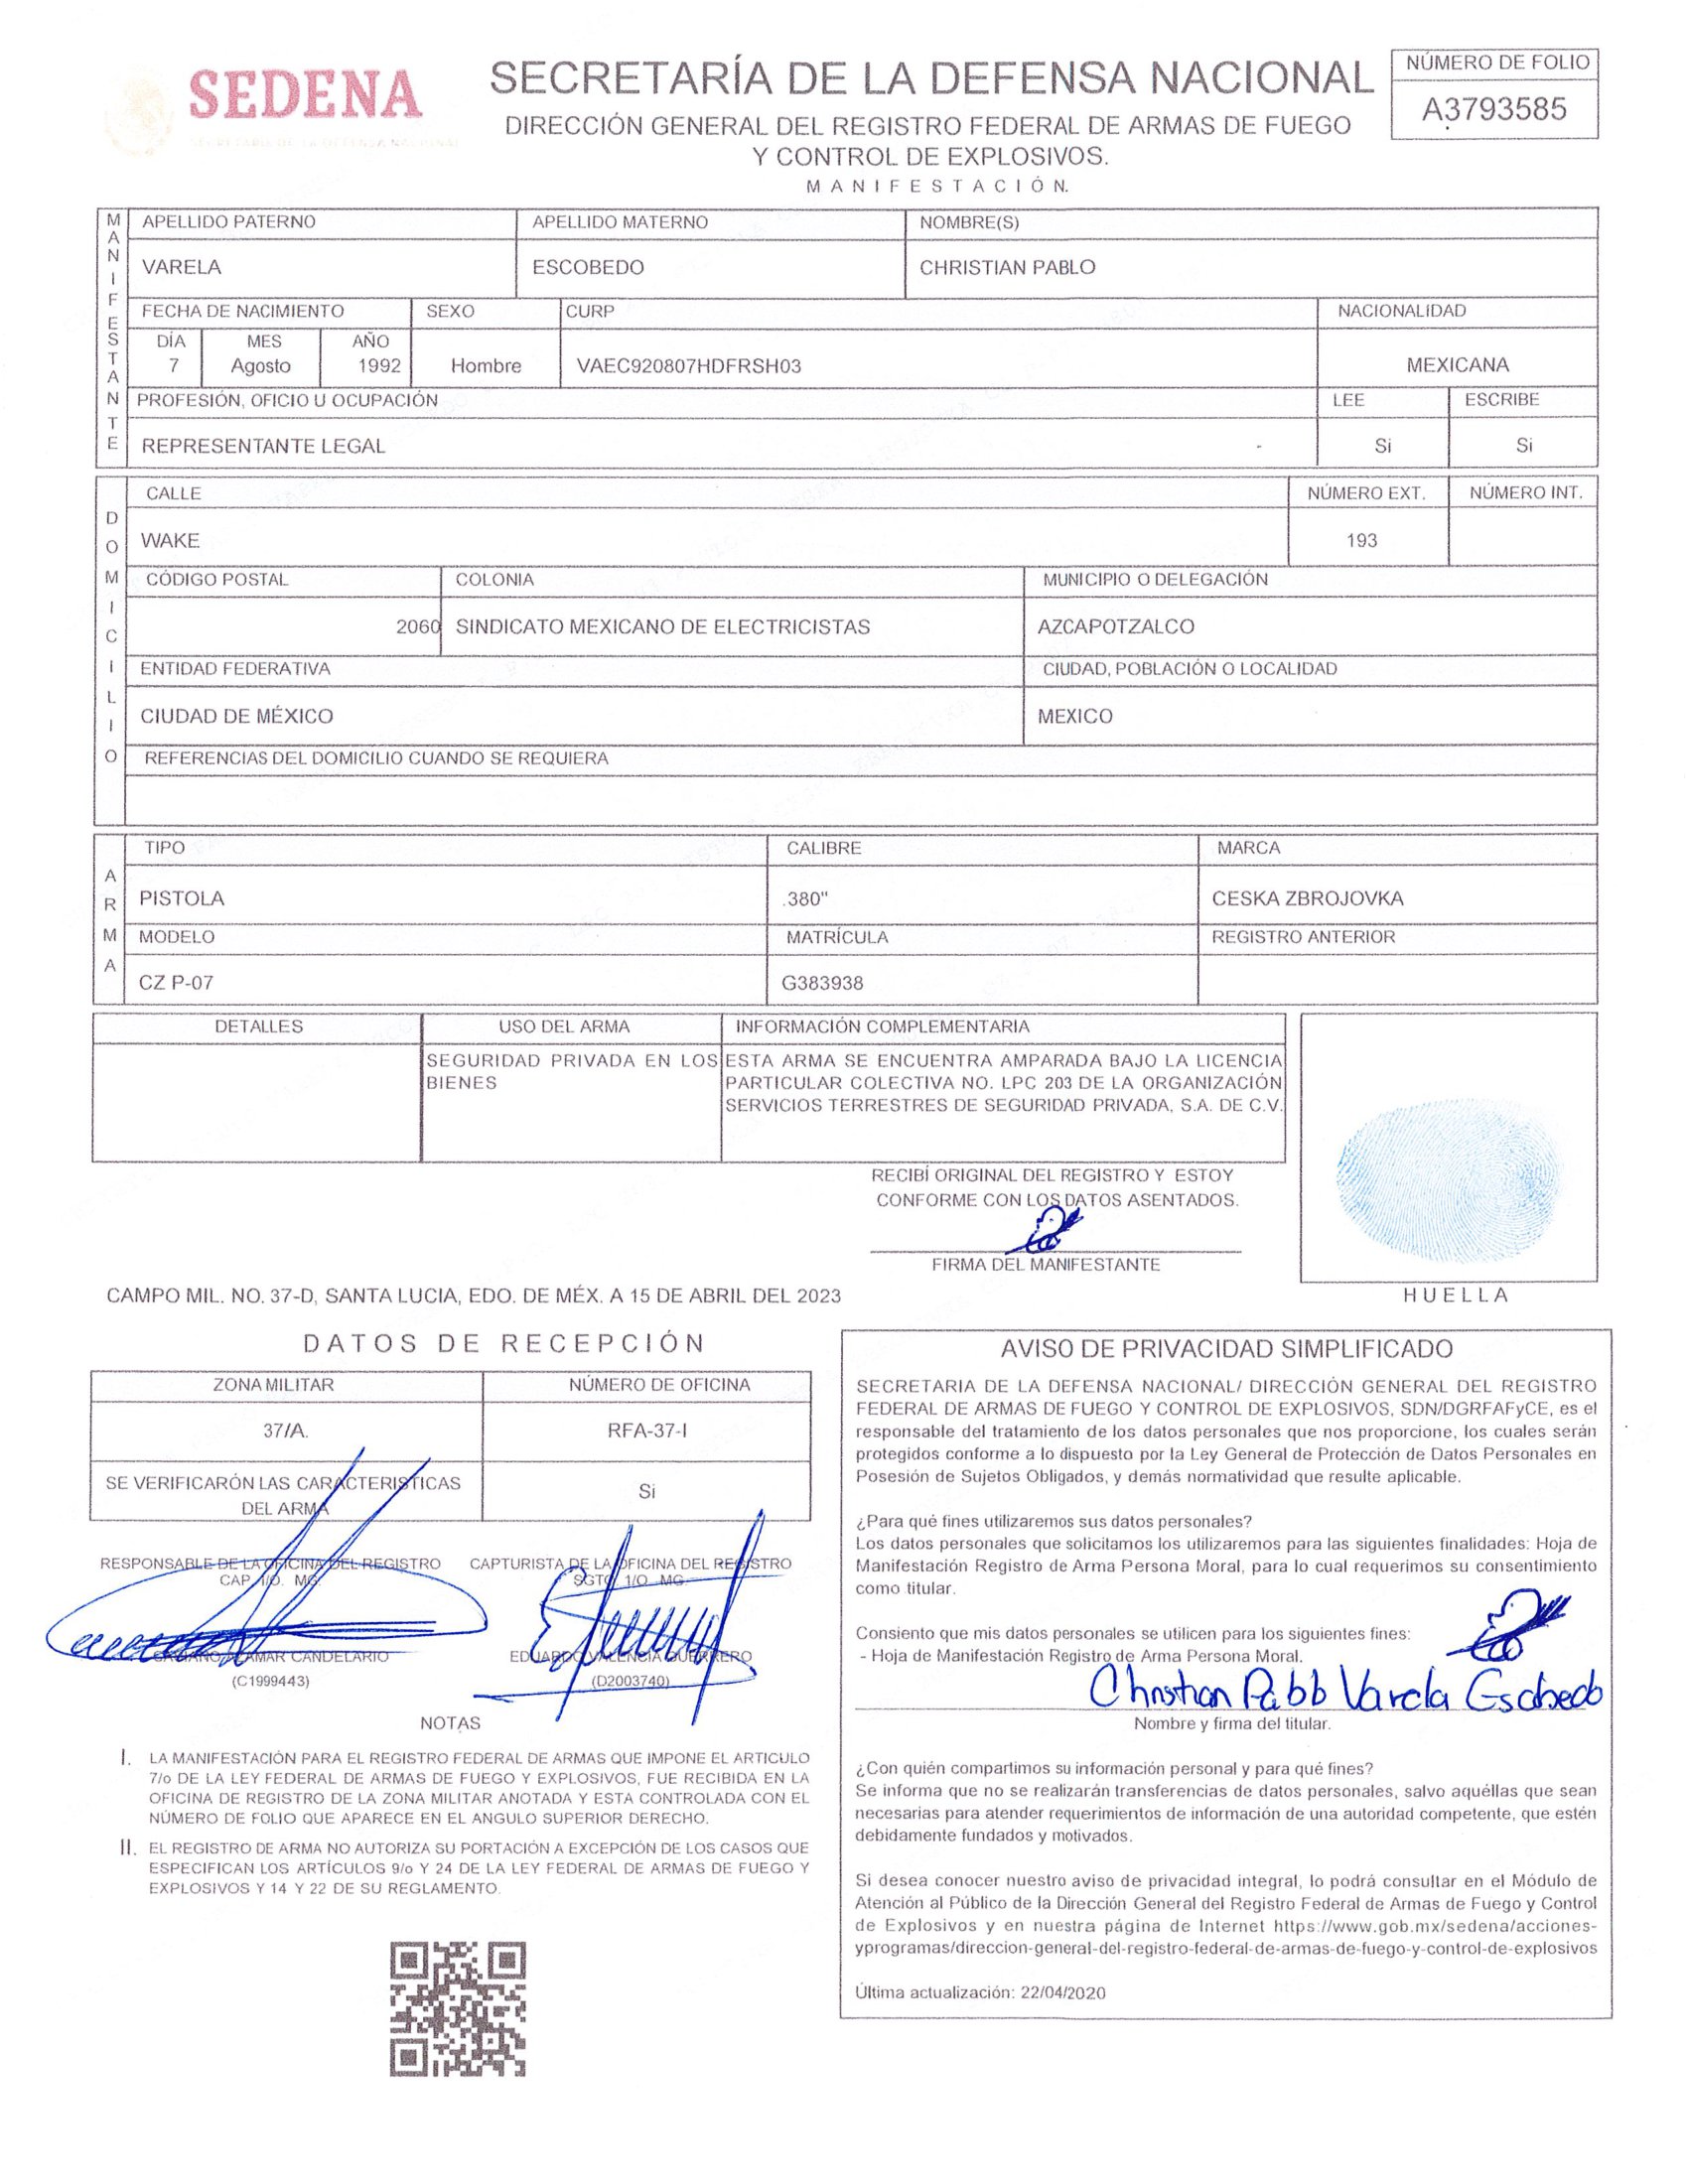 SEDENA
SECRETARÍA DE LA DEFENSA NACIONAL
SECRETARÍA DE LA DEFENSA NACIONAL
DIRECCIÓN GENERAL DEL REGISTRO FEDERAL DE ARMAS DE FUEGO
Y CONTROL DE EXPLOSIVOS.
MANIFESTACIÓN.
NÚMERO DE FOLIO
A3793585
MANIFESTANTE
APELLIDO PATERNO APELLIDO MATERNO NOMBRE(S)
VARELA ESCOBEDO CHRISTIAN PABLO
FECHA DE NACIMIENTO SEXO CURP NACIONALIDAD
DÍA MES AÑO
7 Agosto 1992 Hombre VAEC920807HDFRSH03 MEXICANA
PROFESIÓN, OFICIO U OCUPACIÓN LEE ESCRIBE
REPRESENTANTE LEGAL - Si Si
DOMICILIO
CALLE NÚMERO EXT. NÚMERO INT.
WAKE 193
CÓDIGO POSTAL COLONIA MUNICIPIO O DELEGACIÓN
2060 SINDICATO MEXICANO DE ELECTRICISTAS AZCAPOTZALCO
ENTIDAD FEDERATIVA CIUDAD, POBLACIÓN O LOCALIDAD
CIUDAD DE MÉXICO MEXICO
REFERENCIAS DEL DOMICILIO CUANDO SE REQUIERA
ARMA
TIPO CALIBRE MARCA
PISTOLA .380" CESKA ZBROJOVKA
MODELO MATRÍCULA REGISTRO ANTERIOR
CZ P-07 G383938
DETALLES USO DEL ARMA INFORMACIÓN COMPLEMENTARIA
SEGURIDAD PRIVADA EN LOS BIENES
ESTA ARMA SE ENCUENTRA AMPARADA BAJO LA LICENCIA
PARTICULAR COLECTIVA NO. LPC 203 DE LA ORGANIZACIÓN
SERVICIOS TERRESTRES DE SEGURIDAD PRIVADA, S.A. DE C.V.
RECIBÍ ORIGINAL DEL REGISTRO Y ESTOY
CONFORME CON LOS DATOS ASENTADOS.
FIRMA DEL MANIFESTANTE
HUELLA
CAMPO MIL. NO. 37-D, SANTA LUCIA, EDO. DE MÉX. A 15 DE ABRIL DEL 2023
DATOS DE RECEPCIÓN
ZONA MILITAR NÚMERO DE OFICINA
37/A. RFA-37-I
SE VERIFICARÓN LAS CARACTERISTICAS
DEL ARMA
Si
RESPONSABLE DE LA OFICINA DEL REGISTRO
CAP. 1/O. MG.
ALAMAR CANDELARIO
(C1999443)
CAPTURISTA DE LA OFICINA DEL REGISTRO
SGTO. 1/O. MG.
EDUARDO VALENCIA GUERRERO
(D2003740)
NOTAS
I. LA MANIFESTACIÓN PARA EL REGISTRO FEDERAL DE ARMAS QUE IMPONE EL ARTICULO
7/o DE LA LEY FEDERAL DE ARMAS DE FUEGO Y EXPLOSIVOS, FUE RECIBIDA EN LA
OFICINA DE REGISTRO DE LA ZONA MILITAR ANOTADA Y ESTA CONTROLADA CON EL
NÚMERO DE FOLIO QUE APARECE EN EL ANGULO SUPERIOR DERECHO.
II. EL REGISTRO DE ARMA NO AUTORIZA SU PORTACIÓN A EXCEPCIÓN DE LOS CASOS QUE
ESPECIFICAN LOS ARTÍCULOS 9/o Y 24 DE LA LEY FEDERAL DE ARMAS DE FUEGO Y
EXPLOSIVOS Y 14 Y 22 DE SU REGLAMENTO.
AVISO DE PRIVACIDAD SIMPLIFICADO
SECRETARIA DE LA DEFENSA NACIONAL/ DIRECCIÓN GENERAL DEL REGISTRO
FEDERAL DE ARMAS DE FUEGO Y CONTROL DE EXPLOSIVOS, SDN/DGRFAFyCE, es el
responsable del tratamiento de los datos personales que nos proporcione, los cuales serán
protegidos conforme a lo dispuesto por la Ley General de Protección de Datos Personales en
Posesión de Sujetos Obligados, y demás normatividad que resulte aplicable.
¿Para qué fines utilizaremos sus datos personales?
Los datos personales que solicitamos los utilizaremos para las siguientes finalidades: Hoja de
Manifestación Registro de Arma Persona Moral, para lo cual requerimos su consentimiento
como titular.
Consiento que mis datos personales se utilicen para los siguientes fines:
- Hoja de Manifestación Registro de Arma Persona Moral.
Christian Pablo Varela Escobedo
Nombre y firma del titular.
¿Con quién compartimos su información personal y para qué fines?
Se informa que no se realizarán transferencias de datos personales, salvo aquéllas que sean
necesarias para atender requerimientos de información de una autoridad competente, que estén
debidamente fundados y motivados.
Si desea conocer nuestro aviso de privacidad integral, lo podrá consultar en el Módulo de
Atención al Público de la Dirección General del Registro Federal de Armas de Fuego y Control
de Explosivos y en nuestra página de Internet https://www.gob.mx/sedena/acciones-
yprogramas/direccion-general-del-registro-federal-de-armas-de-fuego-y-control-de-explosivos
Última actualización: 22/04/2020